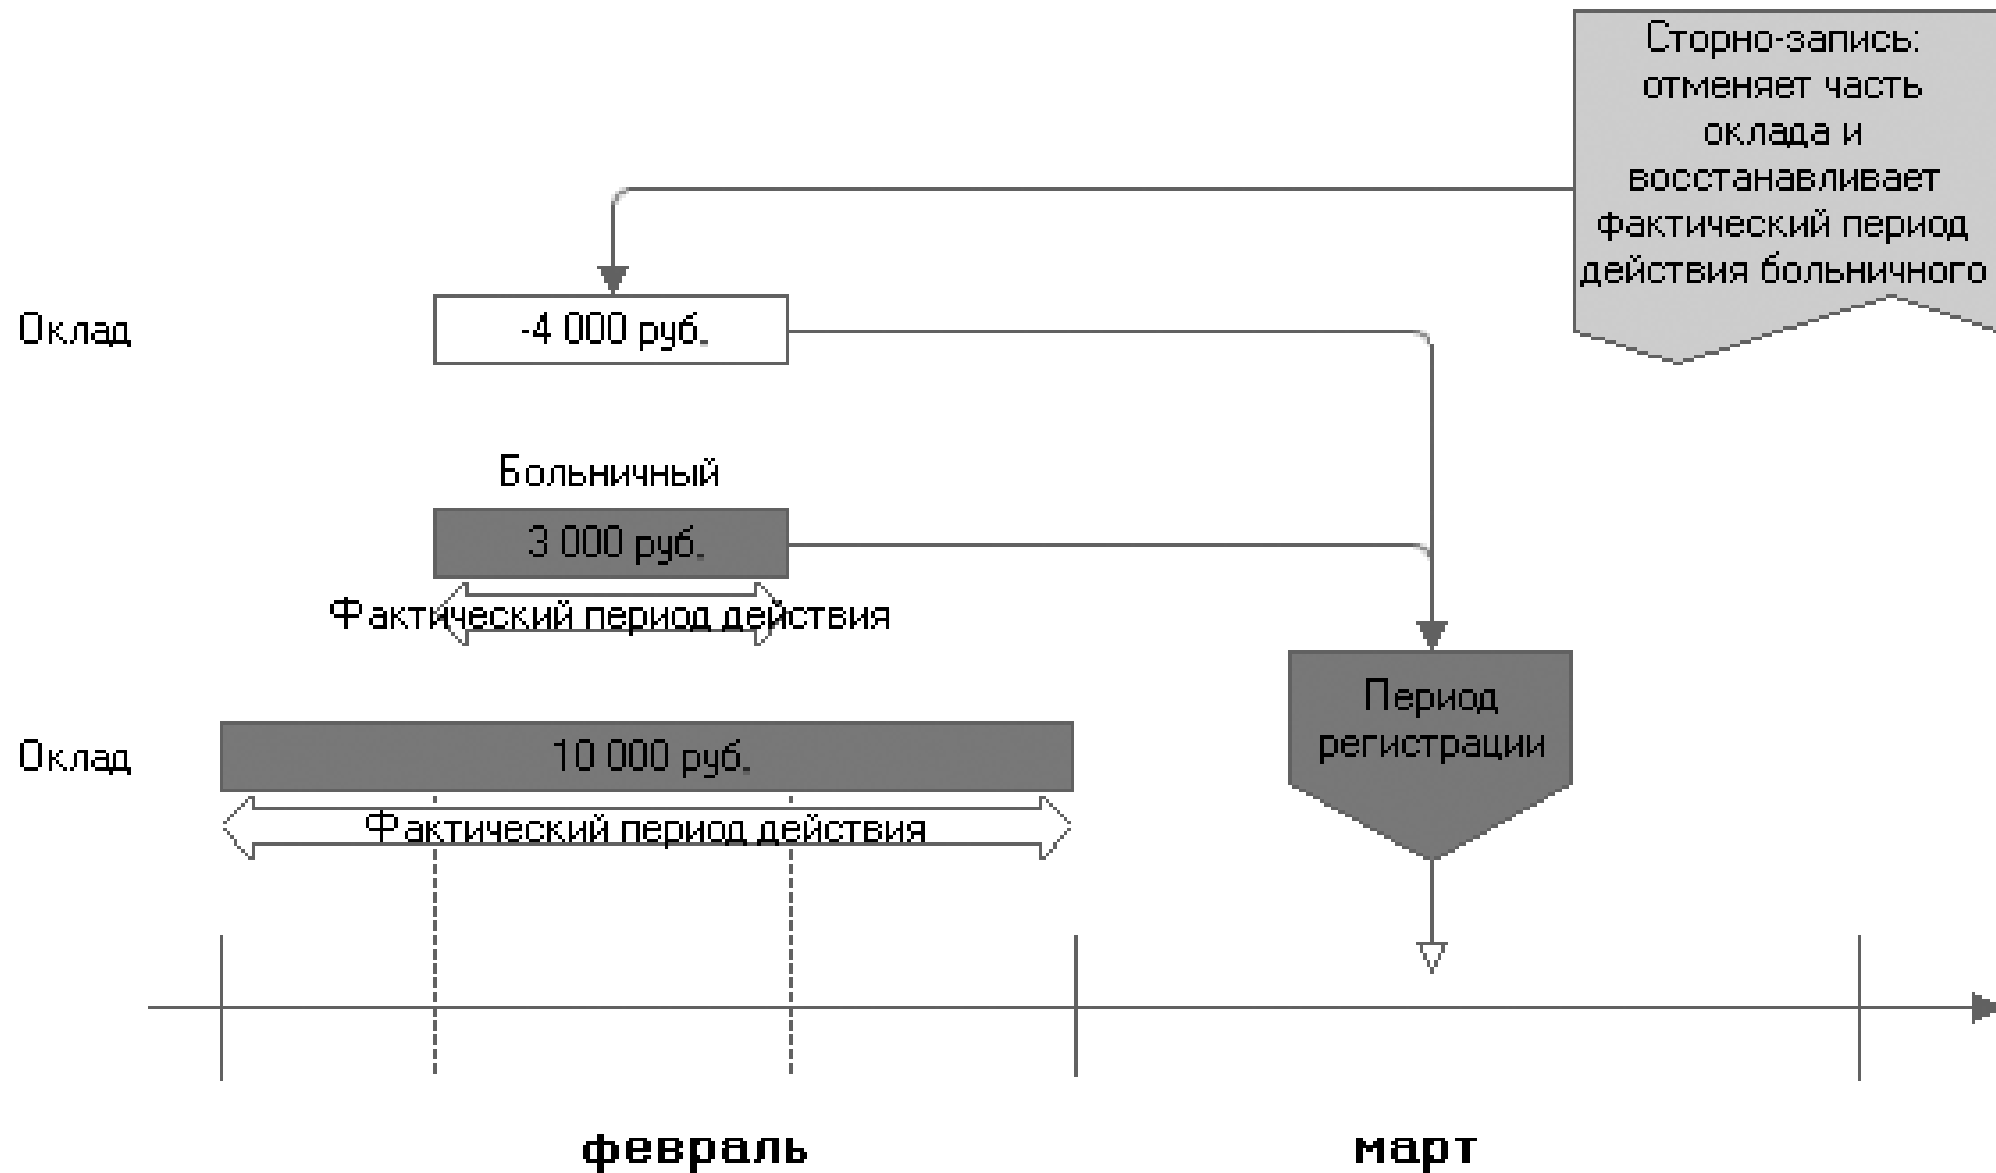 Сторно-запись:
отменяет часть
оклада и
восстанавливает
фактический период
действия больничного
Оклад
-4 000 руб.
Больничный
3 000 руб.
Фактический период действия
Период
регистрации
Оклад
10 000 руб.
Фактический период действия
февраль
март